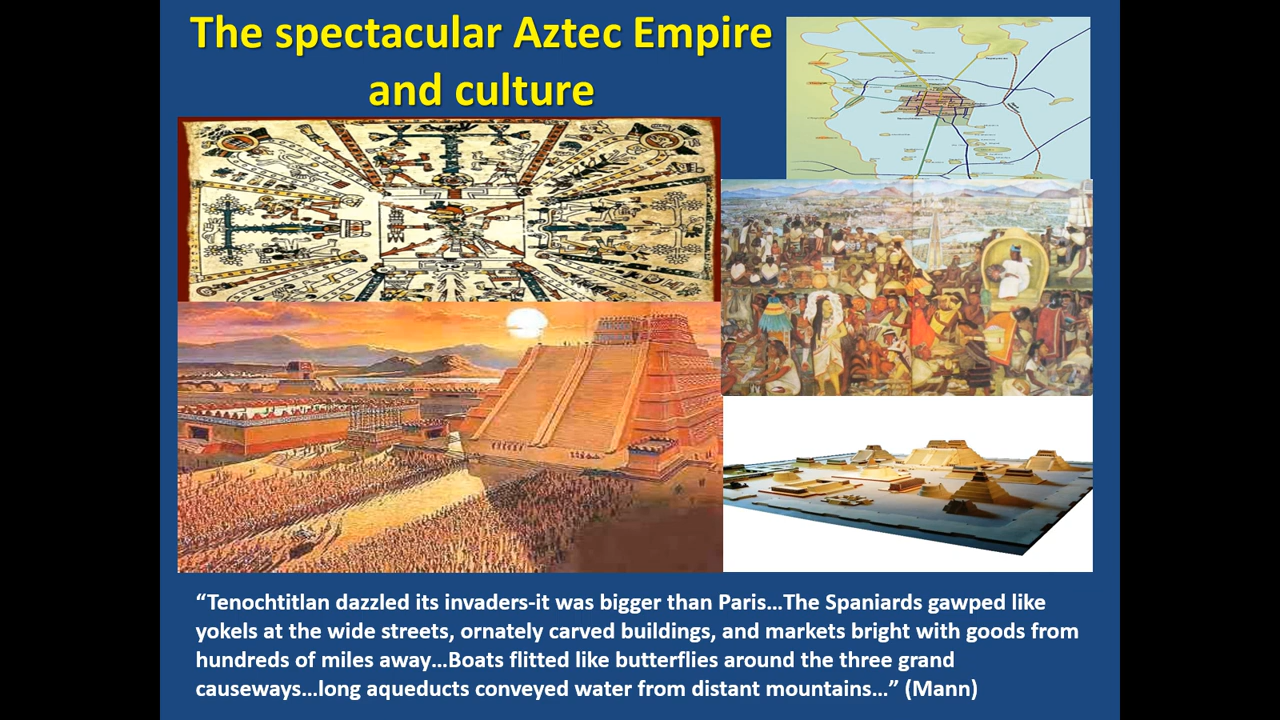 The spectacular Aztec Empire
and culture
“Tenochtitlan dazzled its invaders-it was bigger than Paris…The Spaniards gawped like
yokels at the wide streets, ornately carved buildings, and markets bright with goods from
hundreds of miles away…Boats flitted like butterflies around the three grand
causeways…long aqueducts conveyed water from distant mountains…” (Mann)